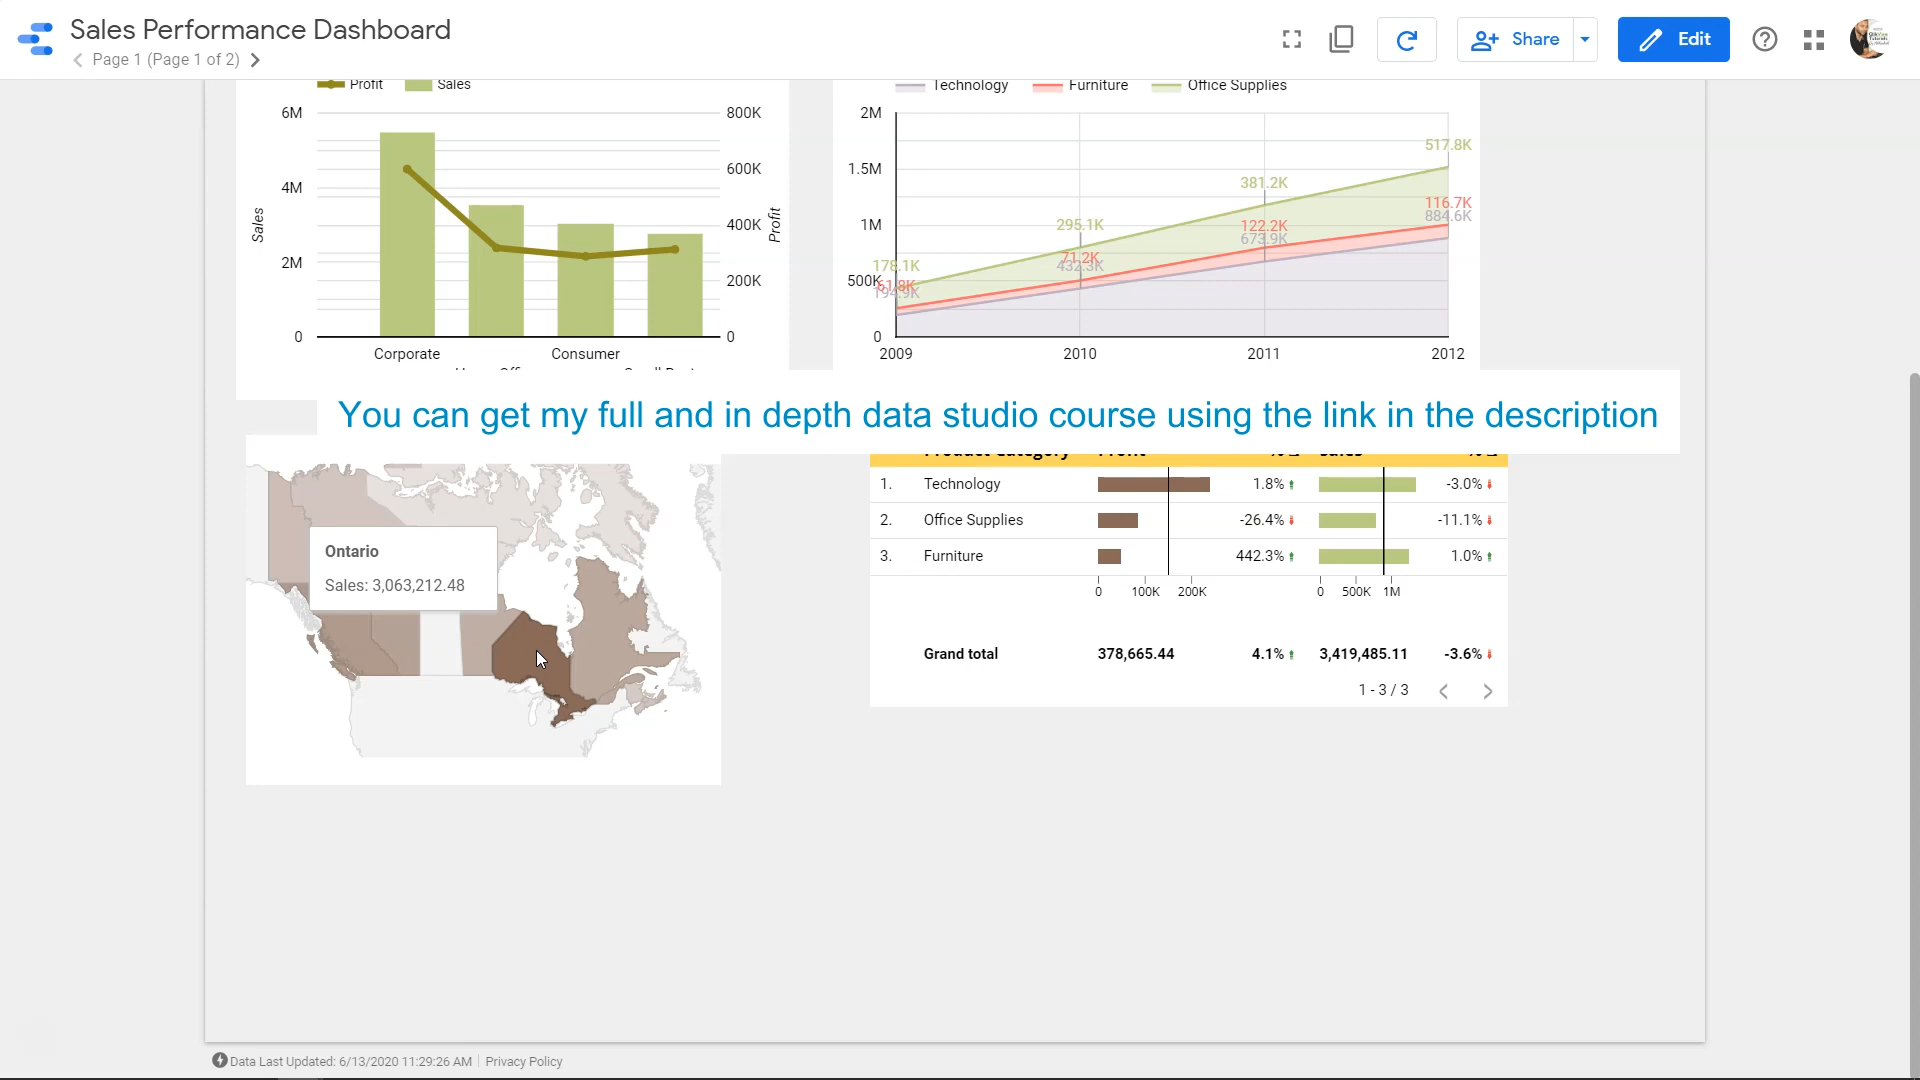 Sales Performance Dashboard
Page 1 (Page 1 of 2)
Share
Edit
Profit
Sales
6M
4M
2M
0
800K
600K
400K
200K
0
Sales
Profit
Corporate
Consumer
Technology
Furniture
Office Supplies
2M
1.5M
1M
500K
0
178.1K
61.8K
194.9K
295.1K
71.2K
432.3K
381.2K
122.2K
673.9K
517.8K
116.7K
884.6K
2009
2010
2011
2012
You can get my full and in depth data studio course using the link in the description
Ontario
Sales: 3,063,212.48
1. Technology 1.8% -3.0%
2. Office Supplies -26.4% -11.1%
3. Furniture 442.3% 1.0%
0 100K 200K 0 500K 1M
Grand total 378,665.44 4.1% 3,419,485.11 -3.6%
1 - 3 / 3
Data Last Updated: 6/13/2020 11:29:26 AM Privacy Policy